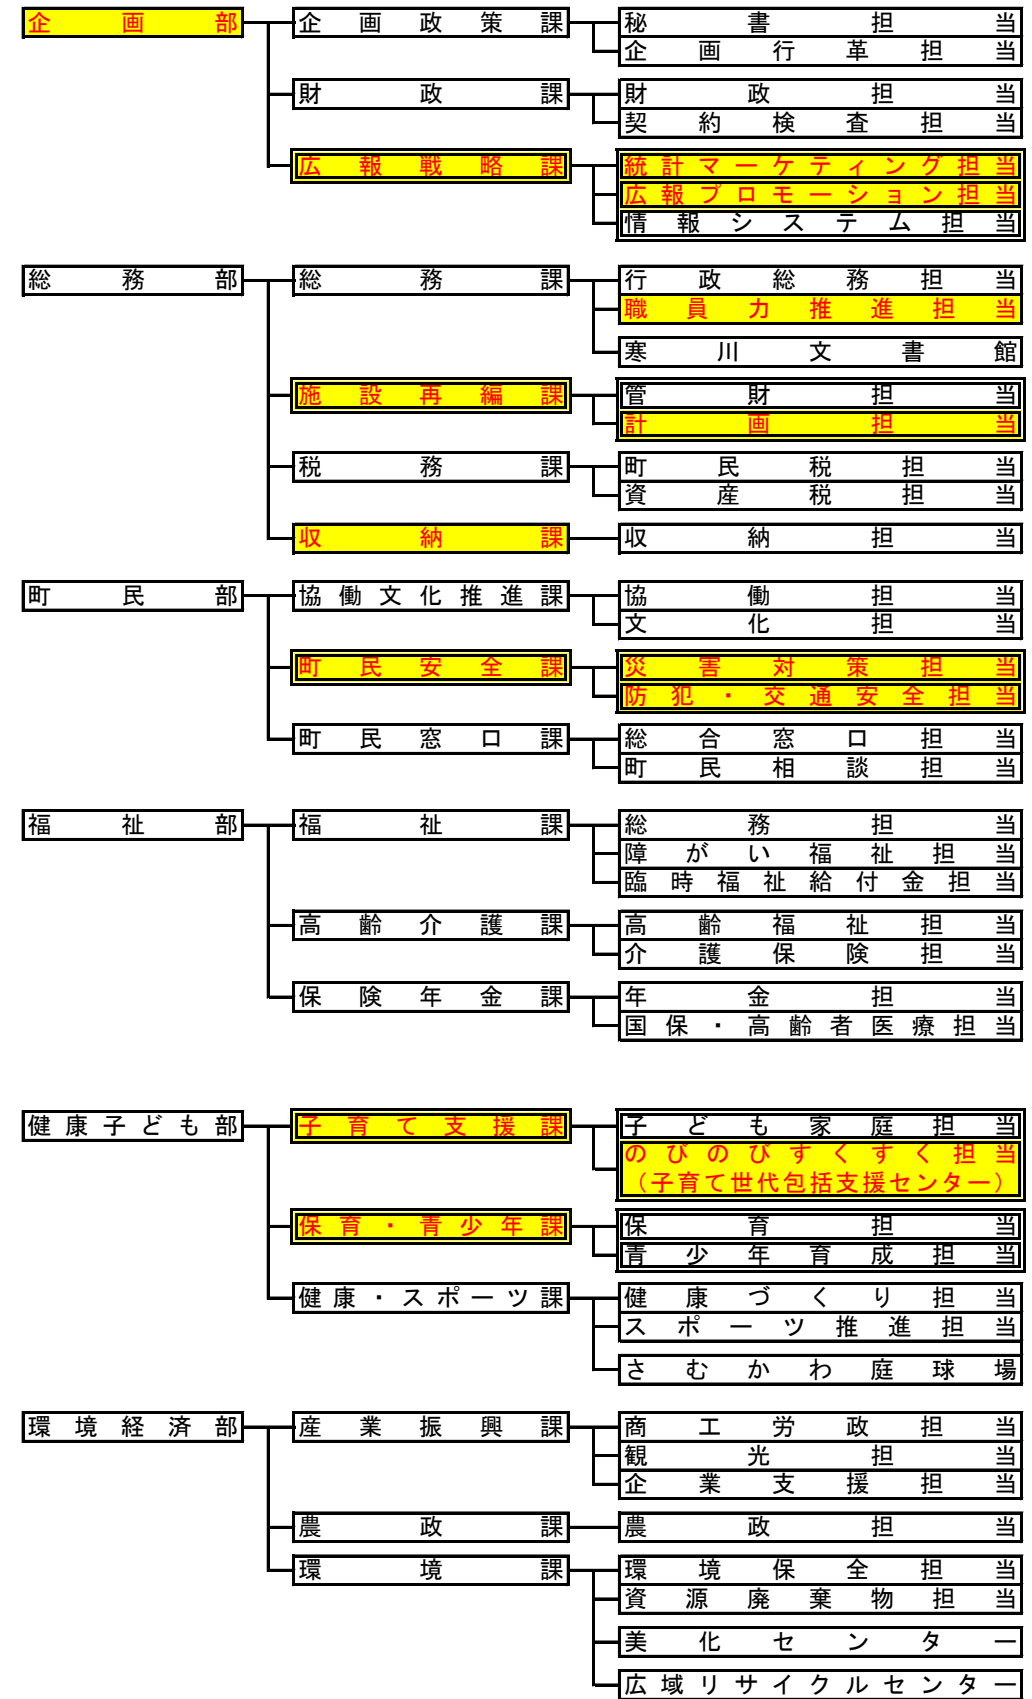 企画部 企画政策課 秘書担当
企画行革担当
財政課 財政担当
契約検査担当
広報戦略課 統計マーケティング担当
広報プロモーション担当
情報システム担当
総務部 総務課 行政総務担当
職員力推進担当
寒川文書館
施設再編課 管財担当
計画担当
税務課 町民税担当
資産税担当
収納課 収納担当
町民部 協働文化推進課 協働担当
文化担当
町民安全課 災害対策担当
防犯・交通安全担当
町民窓口課 総合窓口担当
町民相談担当
福祉部 福祉課 総務担当
障がい福祉担当
臨時福祉給付金担当
高齢介護課 高齢福祉担当
介護保険担当
保険年金課 年金担当
国保・高齢者医療担当
健康子ども部 子育て支援課 子ども家庭担当
のびのびすくすく担当
（子育て世代包括支援センター）
保育・青少年課 保育担当
青少年育成担当
健康・スポーツ課 健康づくり担当
スポーツ推進担当
さむかわ庭球場
環境経済部 産業振興課 商工労政担当
観光担当
企業支援担当
農政課 農政担当
環境課 環境保全担当
資源廃棄物担当
美化センター
広域リサイクルセンター